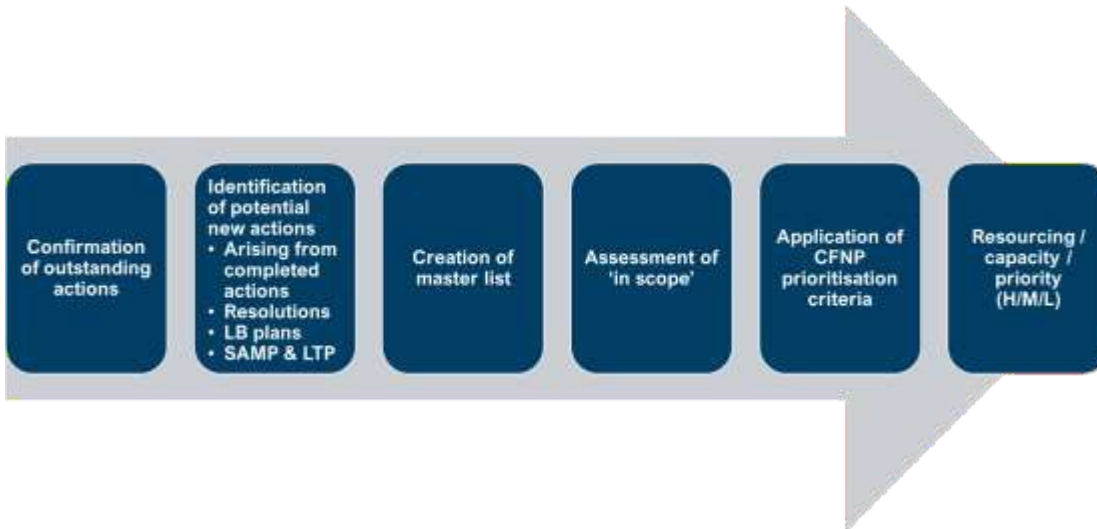 Confirmation
of outstanding
actions
Identification
of potential
new actions
• Arising from
completed
actions
• Resolutions
• LB plans
• SAMP & LTP
Creation of
master list
Assessment of
'in scope'
Application of
CFNP
prioritisation
criteria
Resourcing /
capacity /
priority
(H/M/L)